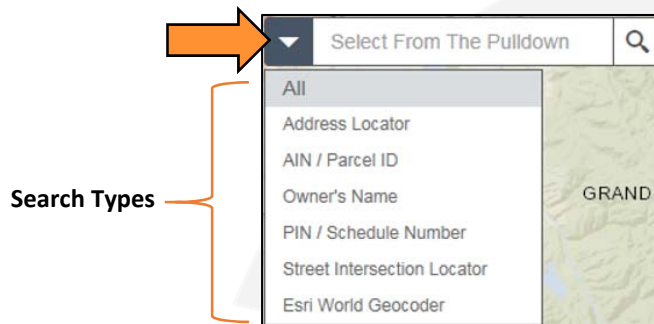 Select From The Pulldown
All
Address Locator
AIN / Parcel ID
Owner's Name
PIN / Schedule Number
Street Intersection Locator
Esri World Geocoder
Search Types
GRAND